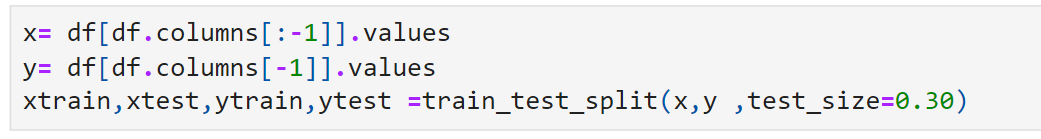 x= df[df.columns[:-1]].values
y= df[df.columns[-1]].values
xtrain,xtest,ytrain,ytest =train_test_split(x,y ,test_size=0.30)